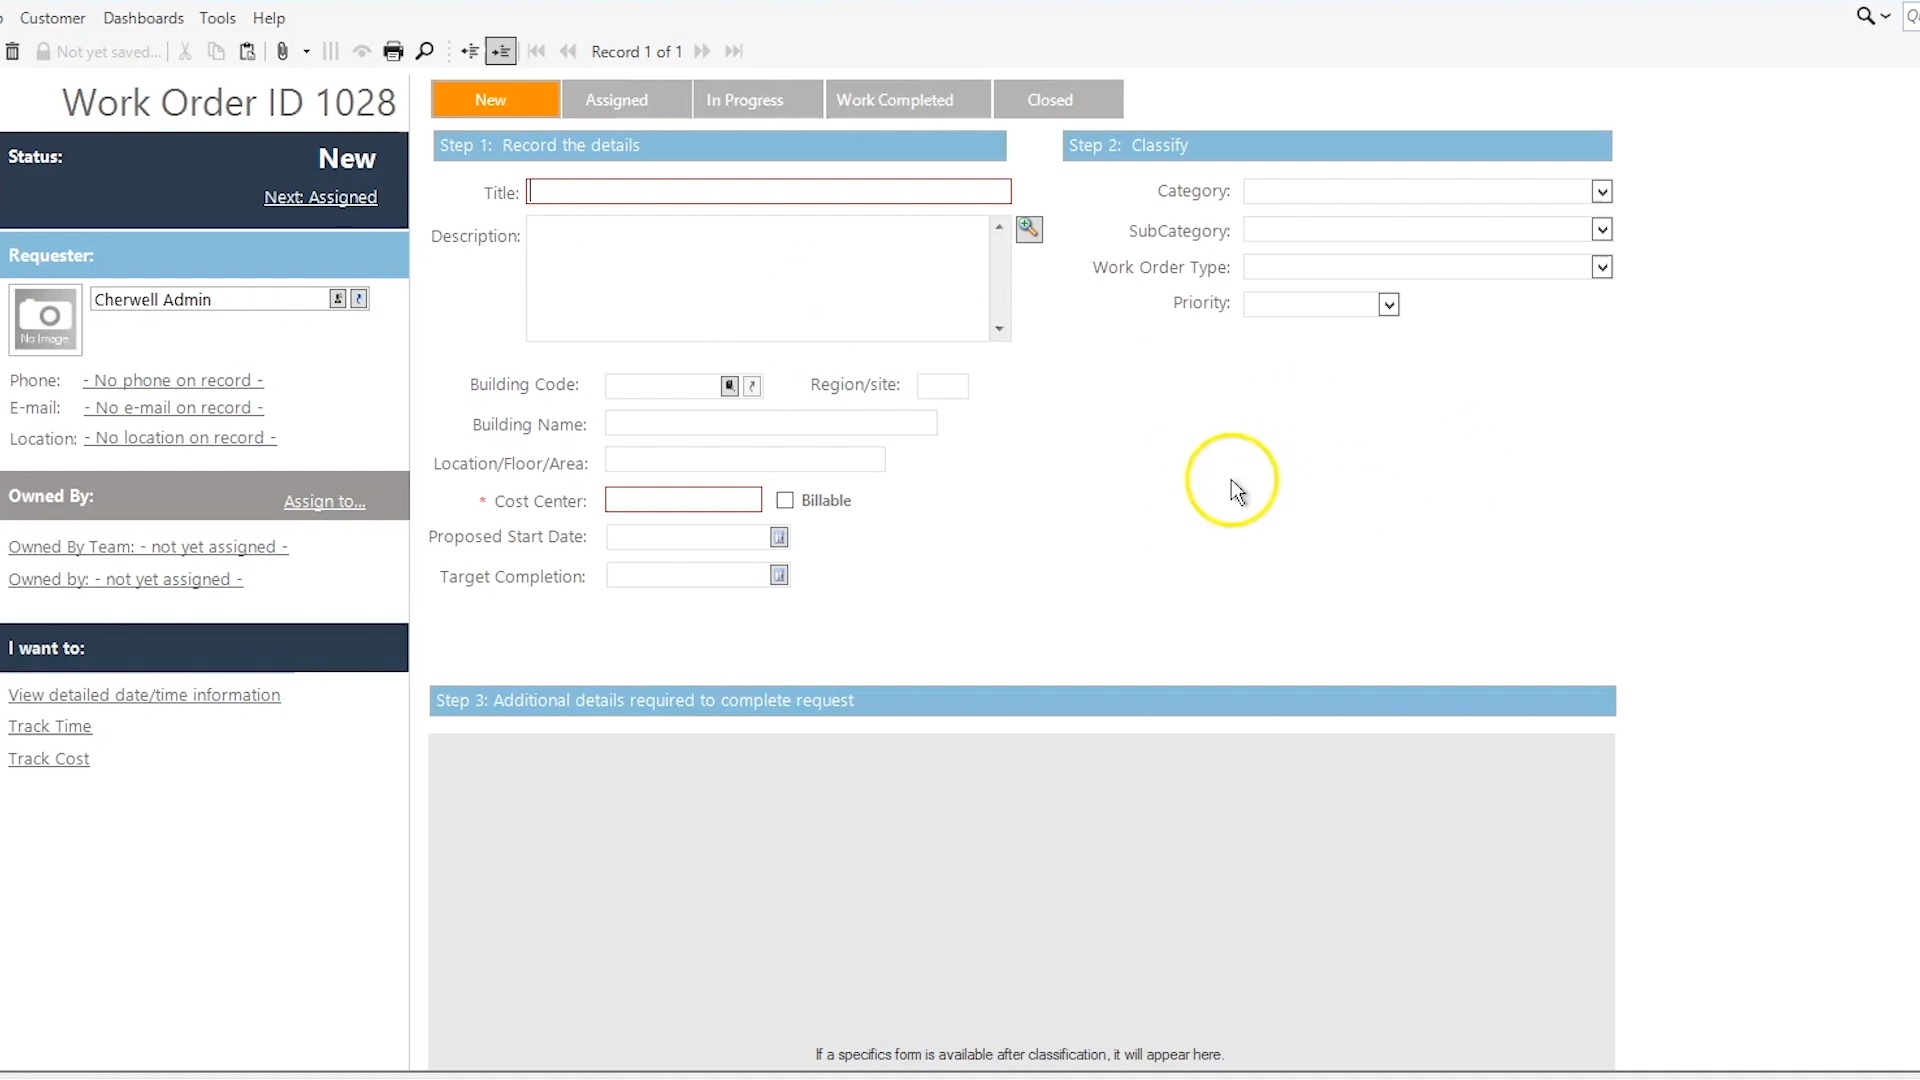 Customer Dashboards Tools Help
Not yet saved... Record 1 of 1
Work Order ID 1028
New Assigned In Progress Work Completed Closed
Status: New
Next: Assigned
Requester:
Cherwell Admin
No Image
Phone: - No phone on record -
E-mail: - No e-mail on record -
Location: - No location on record -
Owned By: Assign to...
Owned By Team: - not yet assigned -
Owned by: - not yet assigned -
I want to:
View detailed date/time information
Track Time
Track Cost
Step 1: Record the details
Title:
Description:
Building Code: Region/site:
Building Name:
Location/Floor/Area:
* Cost Center: Billable
Proposed Start Date:
Target Completion:
Step 2: Classify
Category:
SubCategory:
Work Order Type:
Priority:
Step 3: Additional details required to complete request
If a specifics form is available after classification, it will appear here.